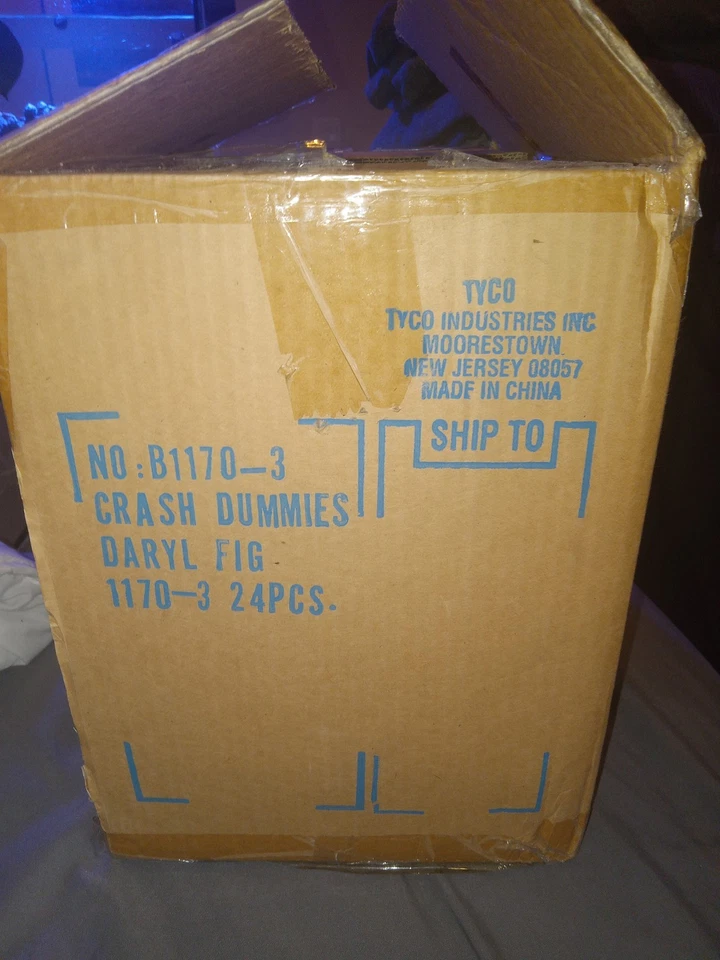 TYCO
TYCO INDUSTRIES INC
MOORESTOWN
NEW JERSEY 08057
MADE IN CHINA
SHIP TO
NO:B1170-3
CRASH DUMMIES
DARYL FIG
1170-3 24PCS.